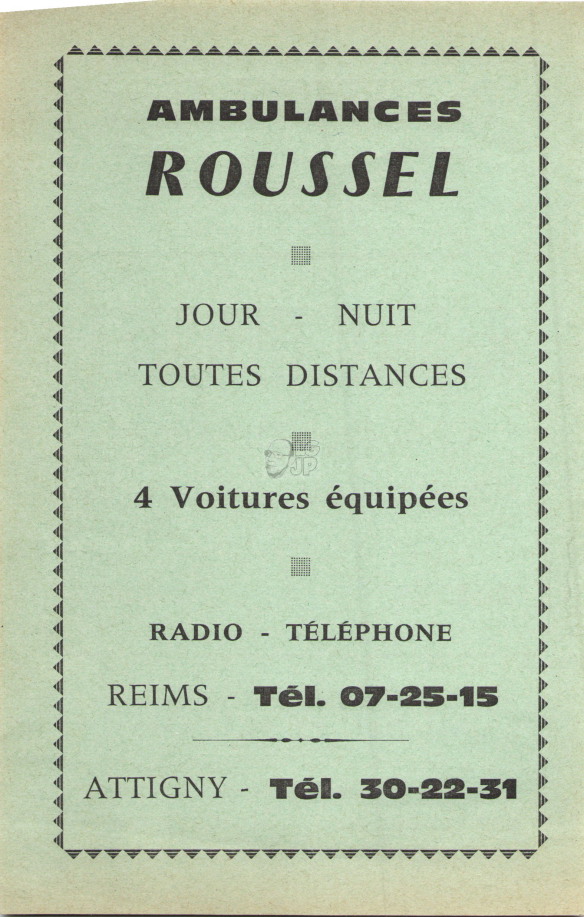 AMBULANCES
ROUSSEL
JOUR - NUIT
TOUTES DISTANCES
JP
4 Voitures équipées
RADIO - TÉLÉPHONE
REIMS - Tél. 07-25-15
ATTIGNY - Tél. 30-22-31